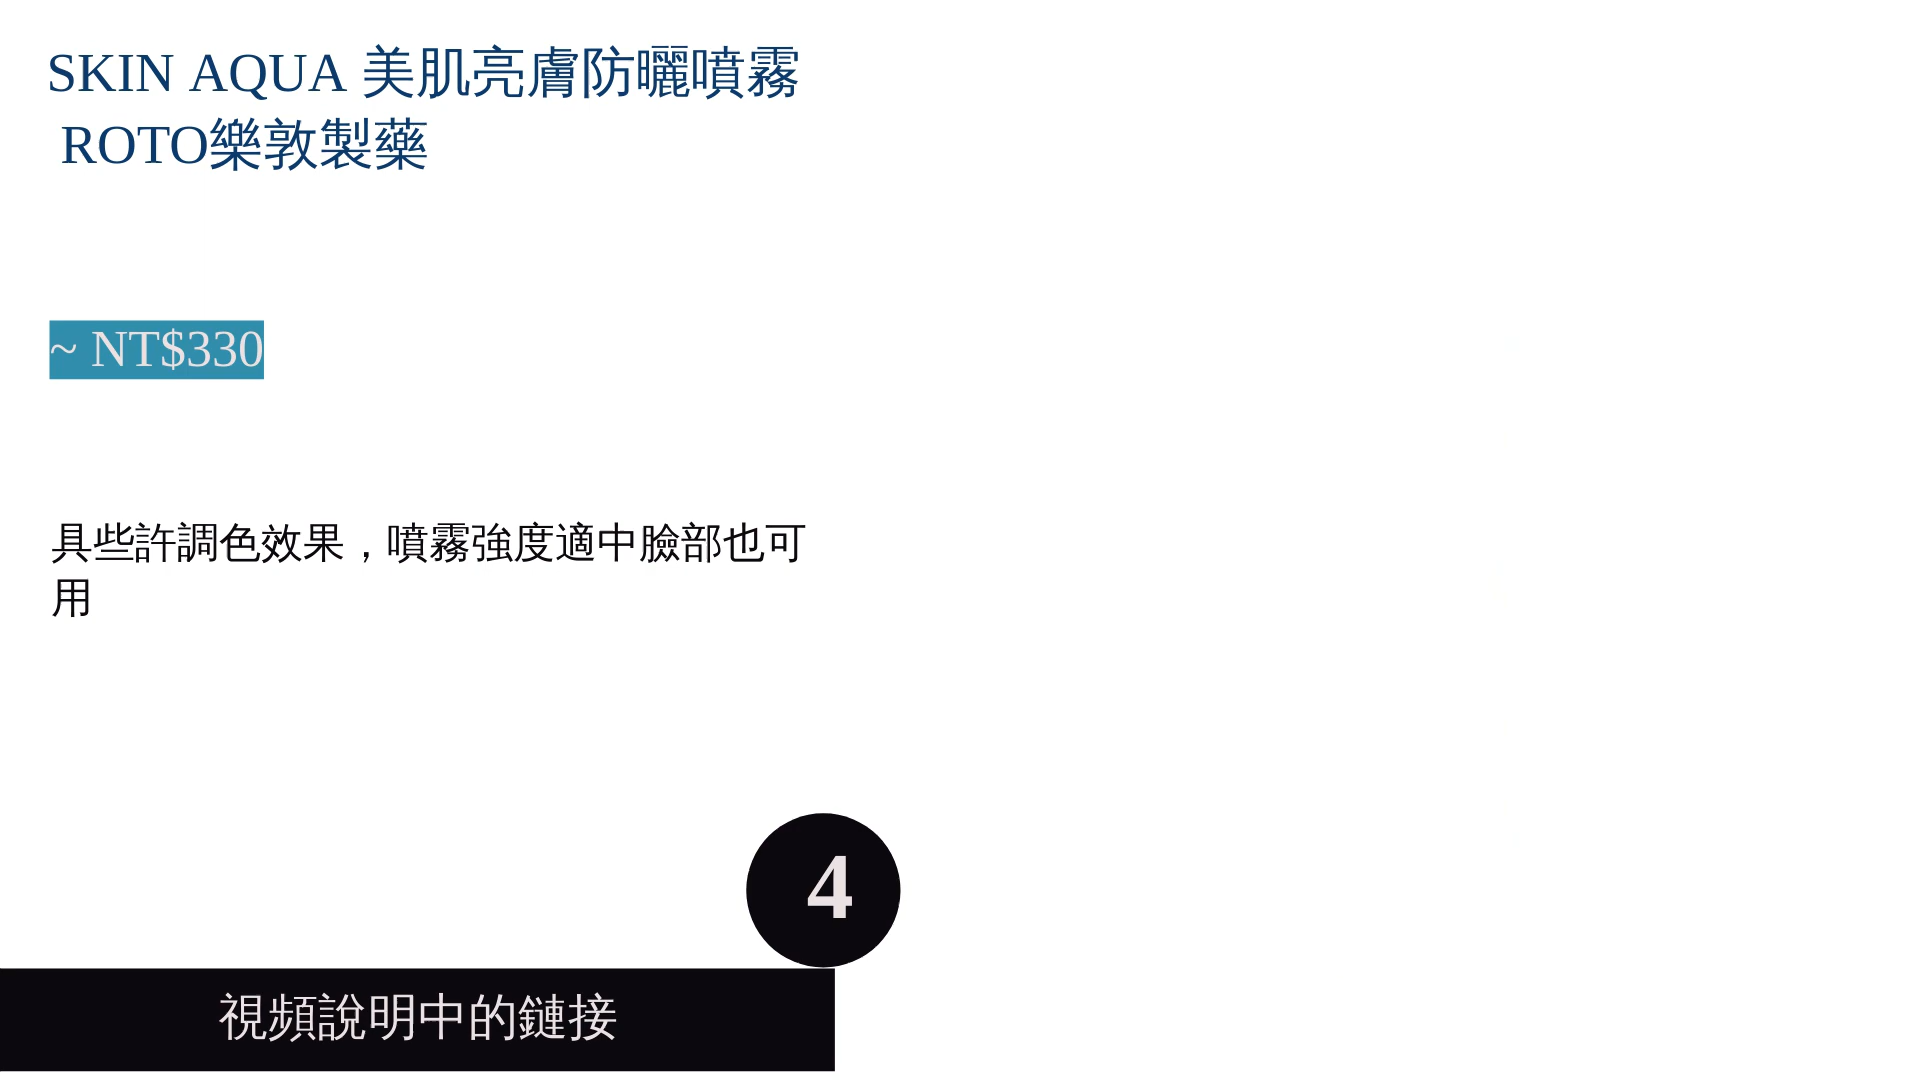 SKIN AQUA 美肌亮膚防曬噴霧
ROTO樂敦製藥
~ NT$330
具些許調色效果，噴霧強度適中臉部也可
用
4
視頻說明中的鏈接